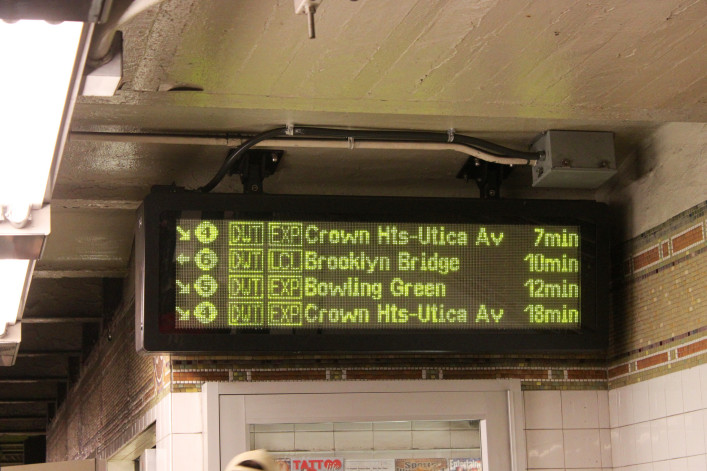 ↘ 4 DWT EXP Crown Hts-Utica Av 7min
← 6 DWT LCL Brooklyn Bridge 10min
↘ 5 DWT EXP Bowling Green 12min
↘ 4 DWT EXP Crown Hts-Utica Av 18min
TATTOO